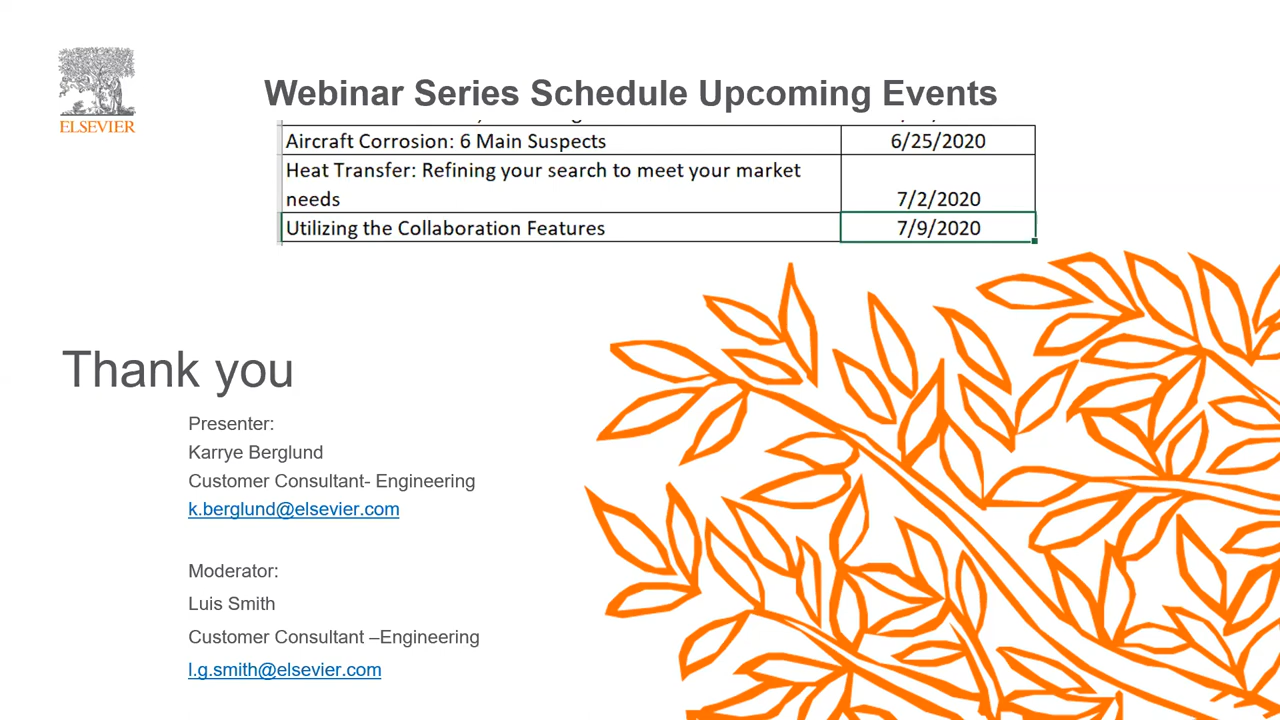 ELSEVIER
Webinar Series Schedule Upcoming Events
Aircraft Corrosion: 6 Main Suspects 6/25/2020
Heat Transfer: Refining your search to meet your market
needs 7/2/2020
Utilizing the Collaboration Features 7/9/2020
Thank you
Presenter:
Karrye Berglund
Customer Consultant- Engineering
k.berglund@elsevier.com
Moderator:
Luis Smith
Customer Consultant –Engineering
l.g.smith@elsevier.com